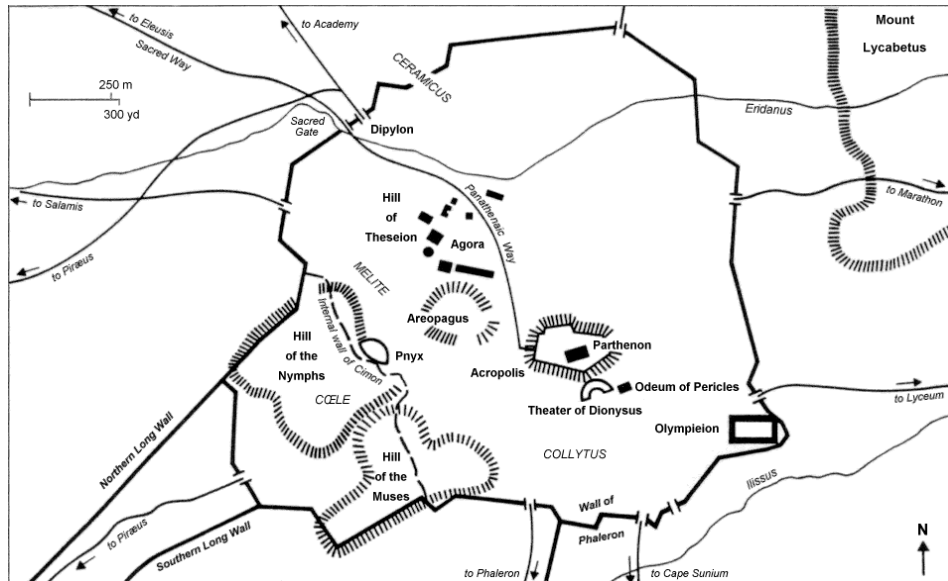 to Eleusis
Sacred Way
to Academy
Mount
Lycabetus
CERAMICUS
250 m
300 yd
Sacred
Gate
Dipylon
Eridanus
to Salamis
Hill
of
Theseion
Agora
Panathenaic Way
to Marathon
to Piræus
MELITE
Areopagus
Internal wall of Cimon
Hill
of the
Nymphs
Pnyx
Parthenon
Acropolis
Odeum of Pericles
Theater of Dionysus
to Lyceum
CŒLE
Olympieion
Northern Long Wall
COLLYTUS
Hill
of the
Muses
Ilissus
Wall of
Phaleron
to Piræus
Southern Long Wall
to Phaleron
to Cape Sunium
N